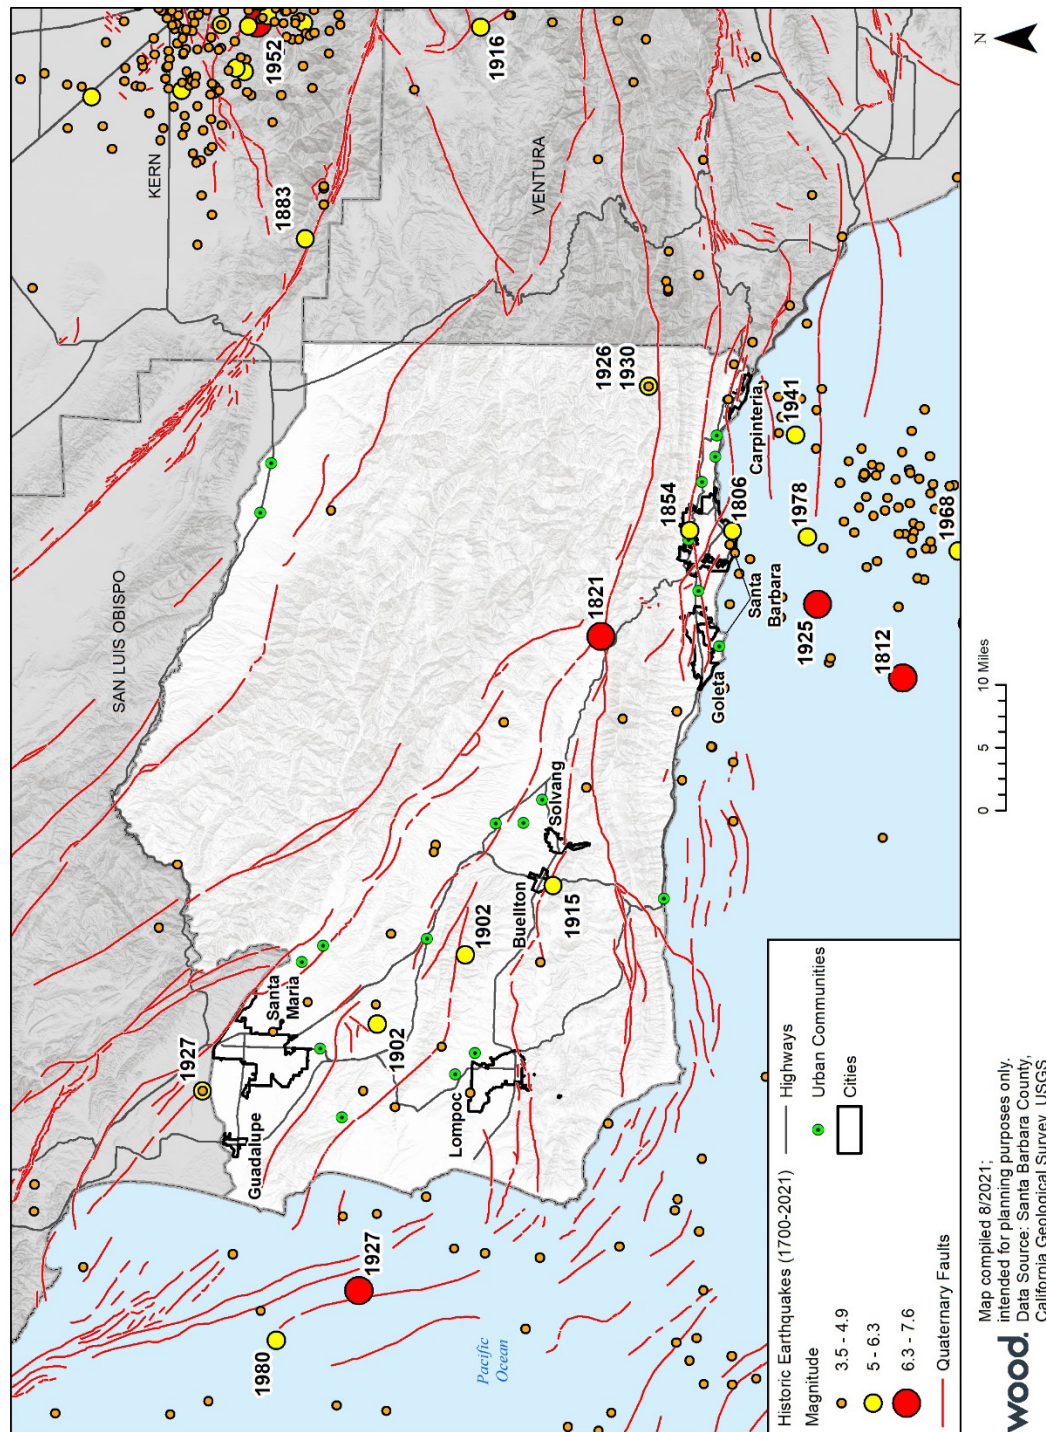 SAN LUIS OBISPO
KERN
VENTURA
1952
1916
1883
1926
1930
1927
Guadalupe
Santa
Maria
1902
1902
Lompoc
Buellton
Solvang
1915
1821
1854
1806
Goleta
Santa
Barbara
Carpinteria
1941
1978
1968
1925
1812
1927
1980
Pacific
Ocean
Historic Earthquakes (1700-2021)
Magnitude
3.5 - 4.9
5 - 6.3
6.3 - 7.6
Quaternary Faults
Highways
Urban Communities
Cities
0 5 10 Miles
N
wood.
Map compiled 8/2021;
intended for planning purposes only.
Data Source: Santa Barbara County,
California Geological Survey, USGS